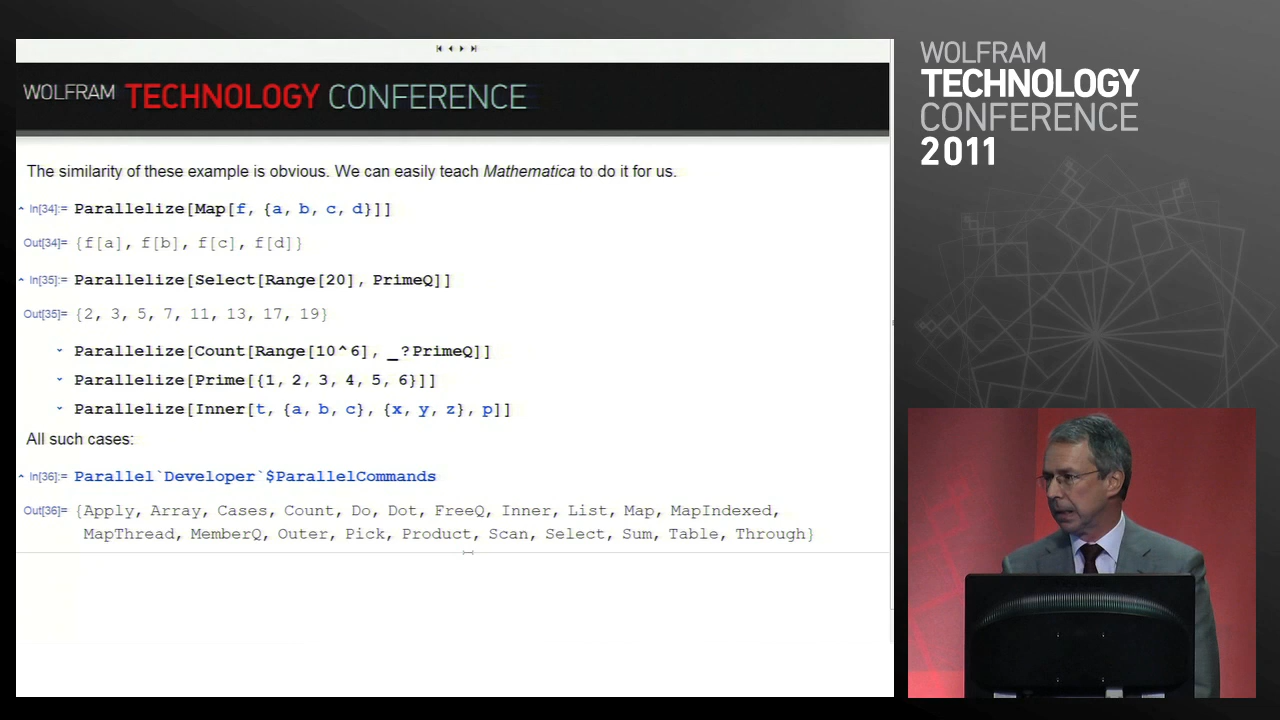 WOLFRAM TECHNOLOGY CONFERENCE
The similarity of these example is obvious. We can easily teach Mathematica to do it for us.
In[34]:= Parallelize[Map[f, {a, b, c, d}]]
Out[34]= {f[a], f[b], f[c], f[d]}
In[35]:= Parallelize[Select[Range[20], PrimeQ]]
Out[35]= {2, 3, 5, 7, 11, 13, 17, 19}
Parallelize[Count[Range[10^6], _?PrimeQ]]
Parallelize[Prime[{1, 2, 3, 4, 5, 6}]]
Parallelize[Inner[t, {a, b, c}, {x, y, z}, p]]
All such cases:
In[36]:= Parallel`Developer`$ParallelCommands
Out[36]= {Apply, Array, Cases, Count, Do, Dot, FreeQ, Inner, List, Map, MapIndexed,
MapThread, MemberQ, Outer, Pick, Product, Scan, Select, Sum, Table, Through}
WOLFRAM
TECHNOLOGY
CONFERENCE
2011